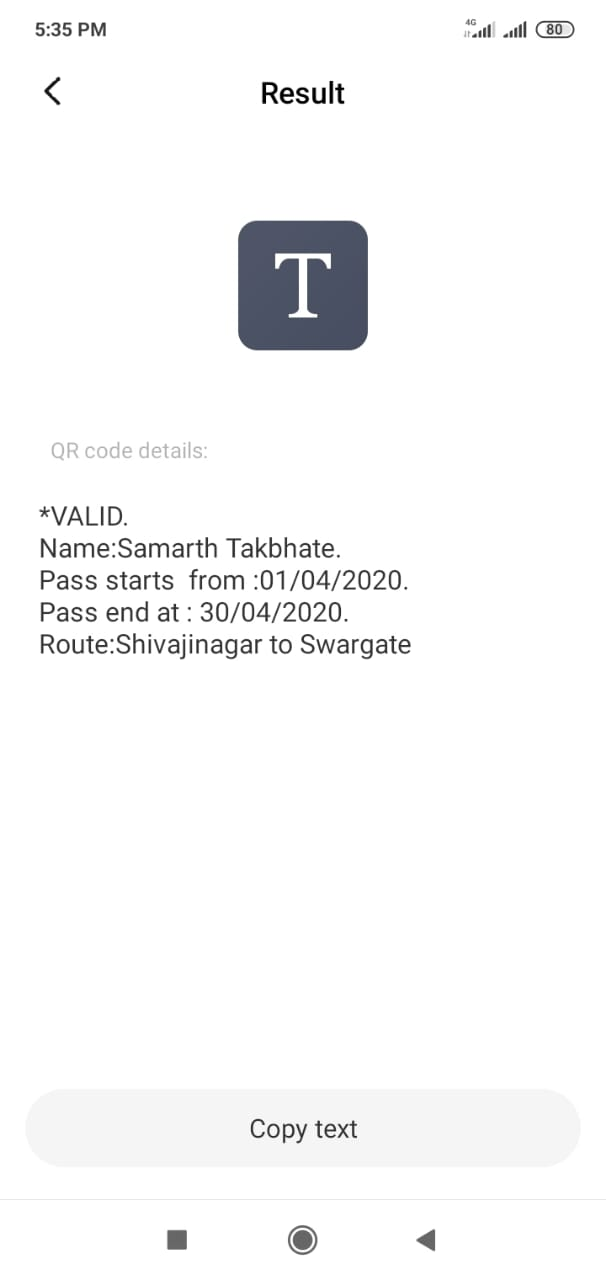 5:35 PM
4G
80
Result
T
QR code details:
*VALID.
Name:Samarth Takbhate.
Pass starts  from :01/04/2020.
Pass end at : 30/04/2020.
Route:Shivajinagar to Swargate
Copy text